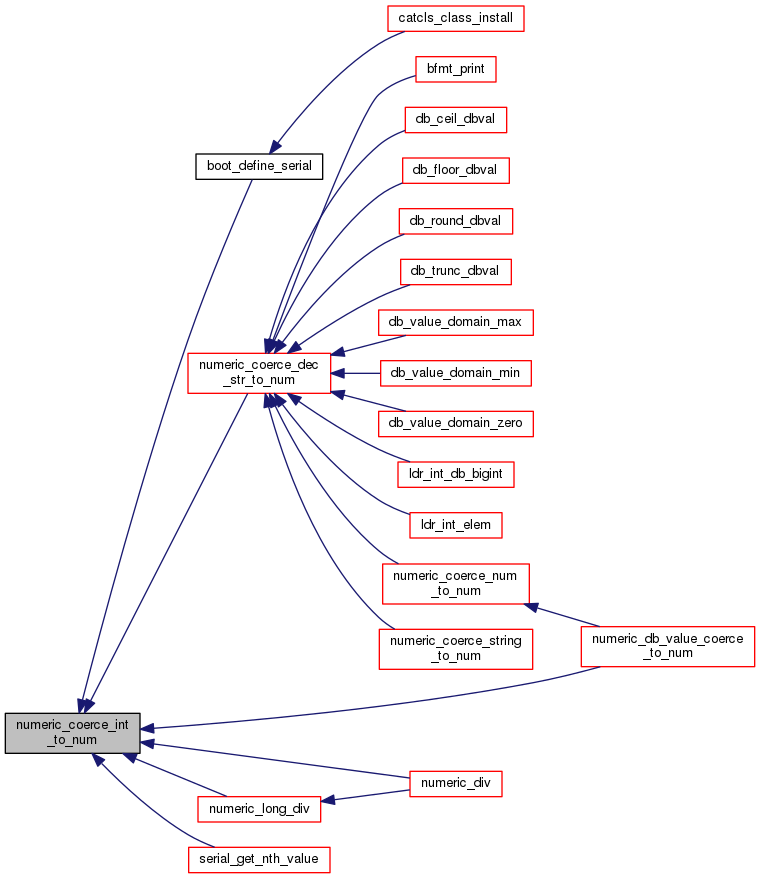 catcls_class_install
bfmt_print
db_ceil_dbval
boot_define_serial
db_floor_dbval
db_round_dbval
db_trunc_dbval
db_value_domain_max
numeric_coerce_dec
_str_to_num
db_value_domain_min
db_value_domain_zero
ldr_int_db_bigint
ldr_int_elem
numeric_coerce_num
_to_num
numeric_coerce_string
_to_num
numeric_db_value_coerce
_to_num
numeric_coerce_int
_to_num
numeric_div
numeric_long_div
serial_get_nth_value